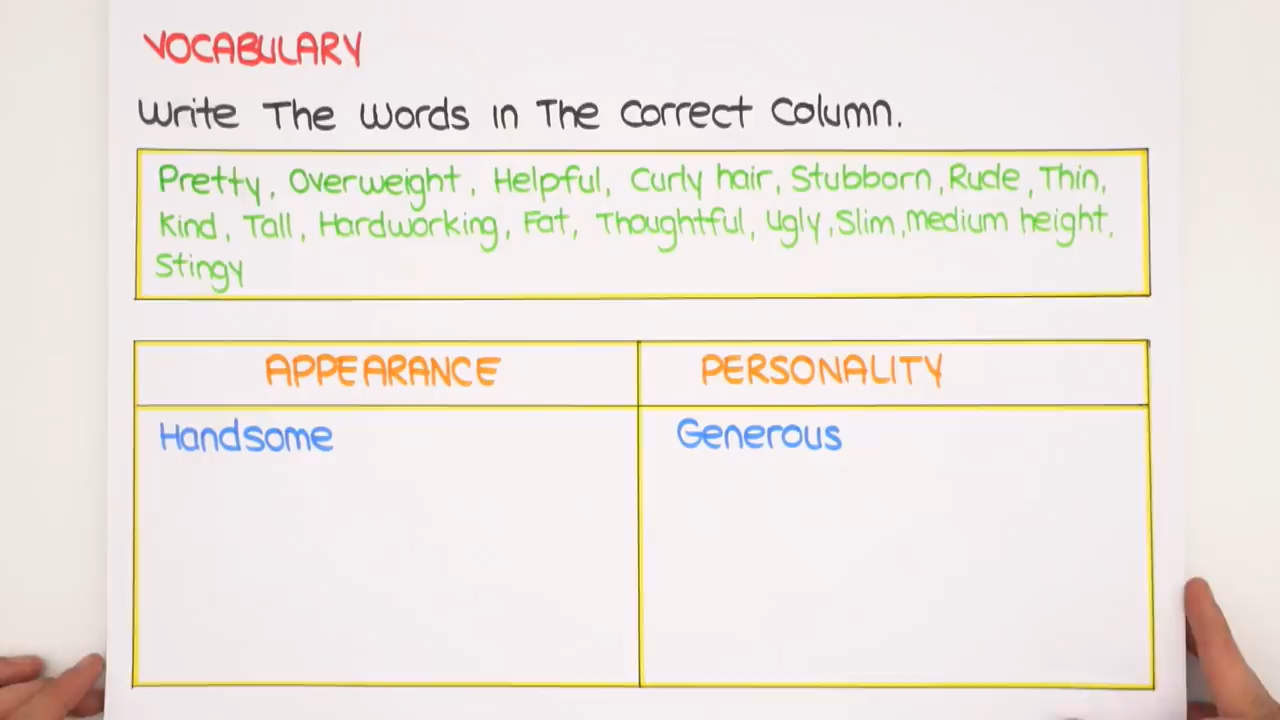 VOCABULARY
Write The Words In The Correct Column.
Pretty, Overweight, Helpful, Curly hair, Stubborn, Rude, Thin,
Kind, Tall, Hardworking, Fat, Thoughtful, Ugly, Slim, Medium height,
Stingy
APPEARANCE PERSONALITY
Handsome Generous